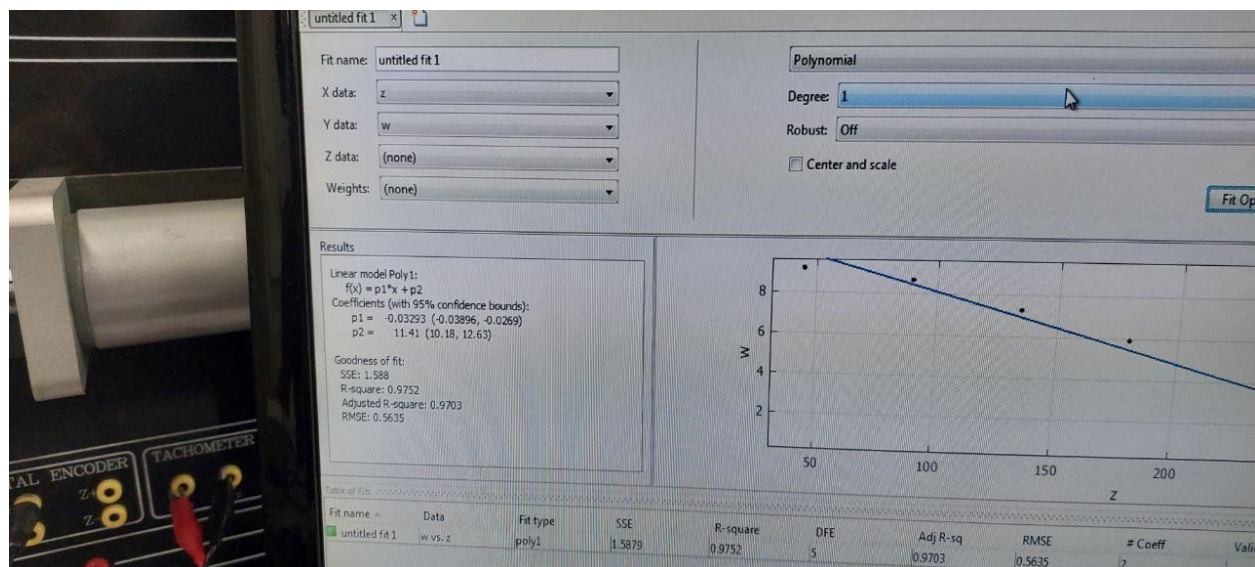 untitled fit 1 ×
Fit name: untitled fit 1
X data: z
Y data: w
Z data: (none)
Weights: (none)
Polynomial
Degree: 1
Robust: Off
Center and scale
Fit Op
Results
Linear model Poly1:
f(x) = p1*x + p2
Coefficients (with 95% confidence bounds):
p1 = -0.03293 (-0.03896, -0.0269)
p2 = 11.41 (10.18, 12.63)
Goodness of fit:
SSE: 1.588
R-square: 0.9752
Adjusted R-square: 0.9703
RMSE: 0.5635
8
6
4
2
W
50 100 150 200
Z
Table of Fits
Fit name Data Fit type SSE R-square DFE Adj R-sq RMSE # Coeff Vali
untitled fit 1 w vs. z poly1 1.5879 0.9752 5 0.9703 0.5635 2
TAL ENCODER
TACHOMETER
Z+
Z-